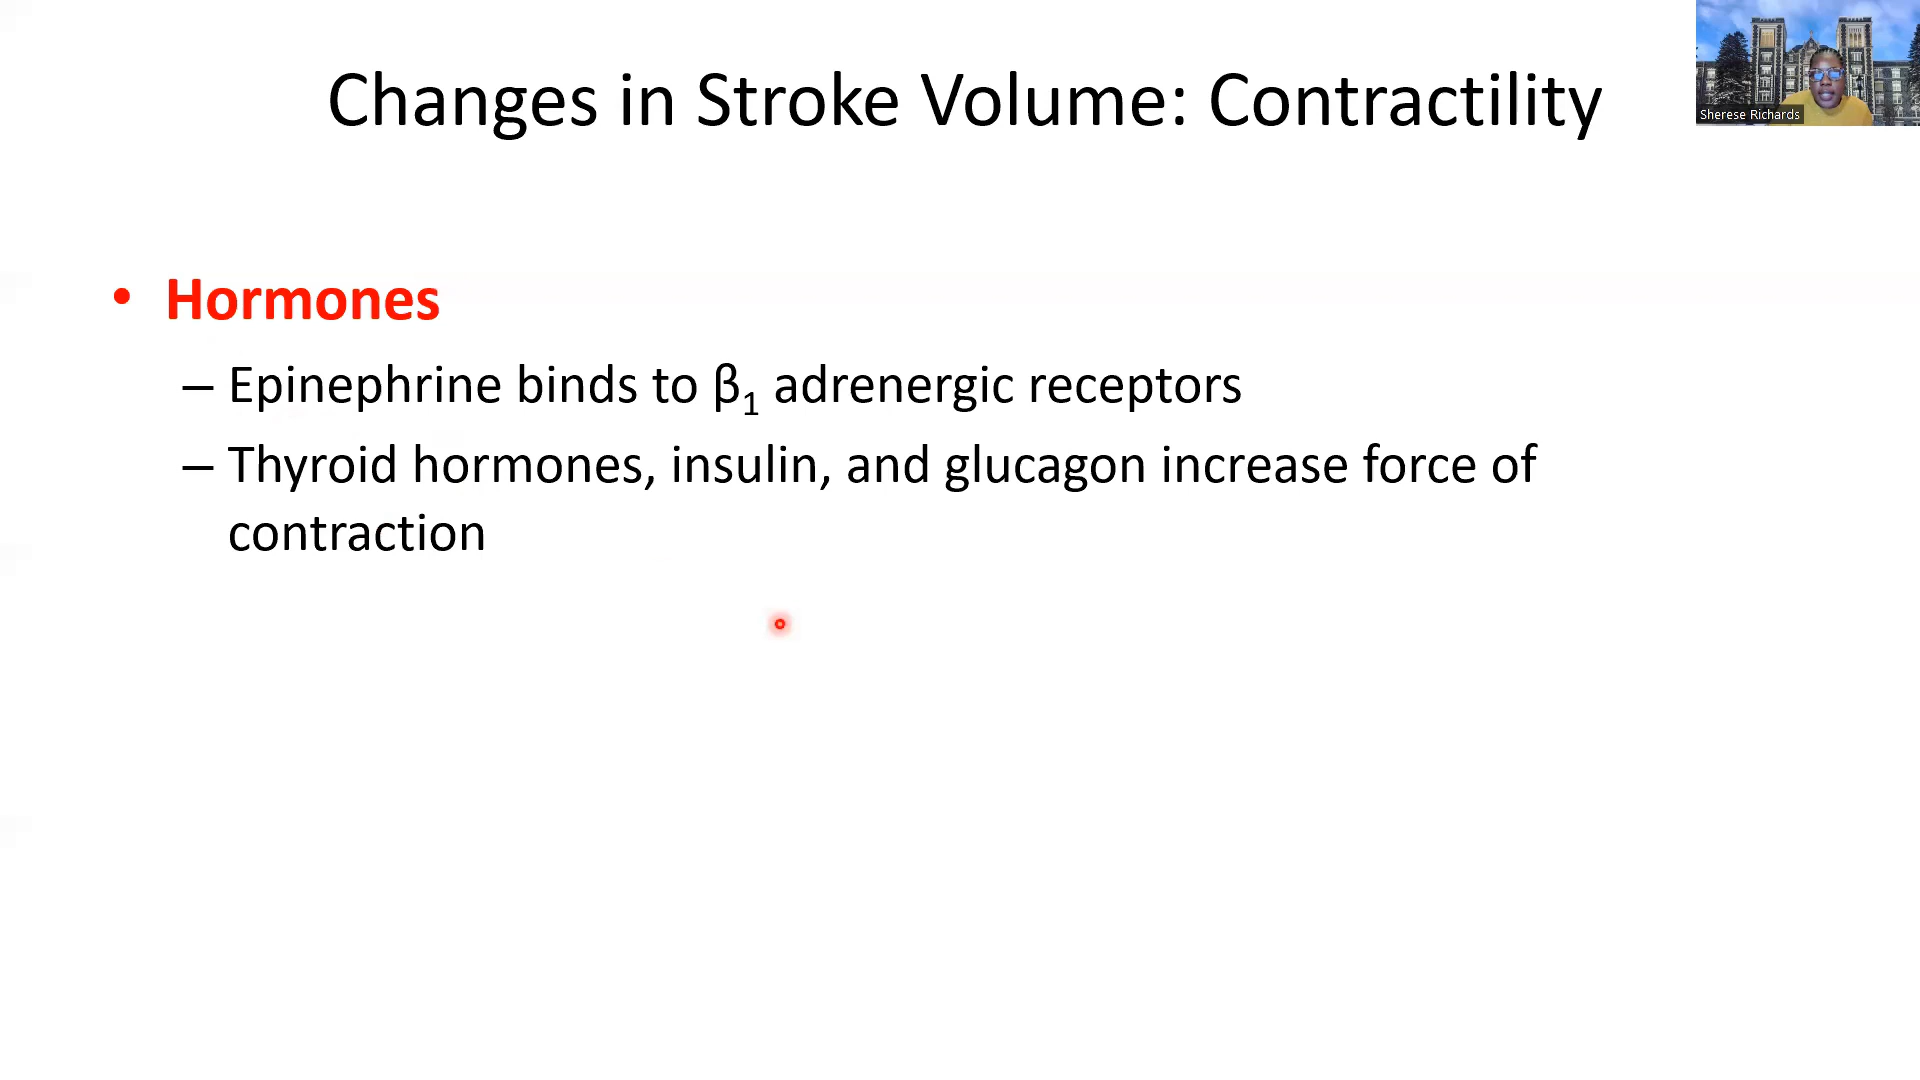 Changes in Stroke Volume: Contractility
Sherese Richards
• Hormones
– Epinephrine binds to β₁ adrenergic receptors
– Thyroid hormones, insulin, and glucagon increase force of
contraction